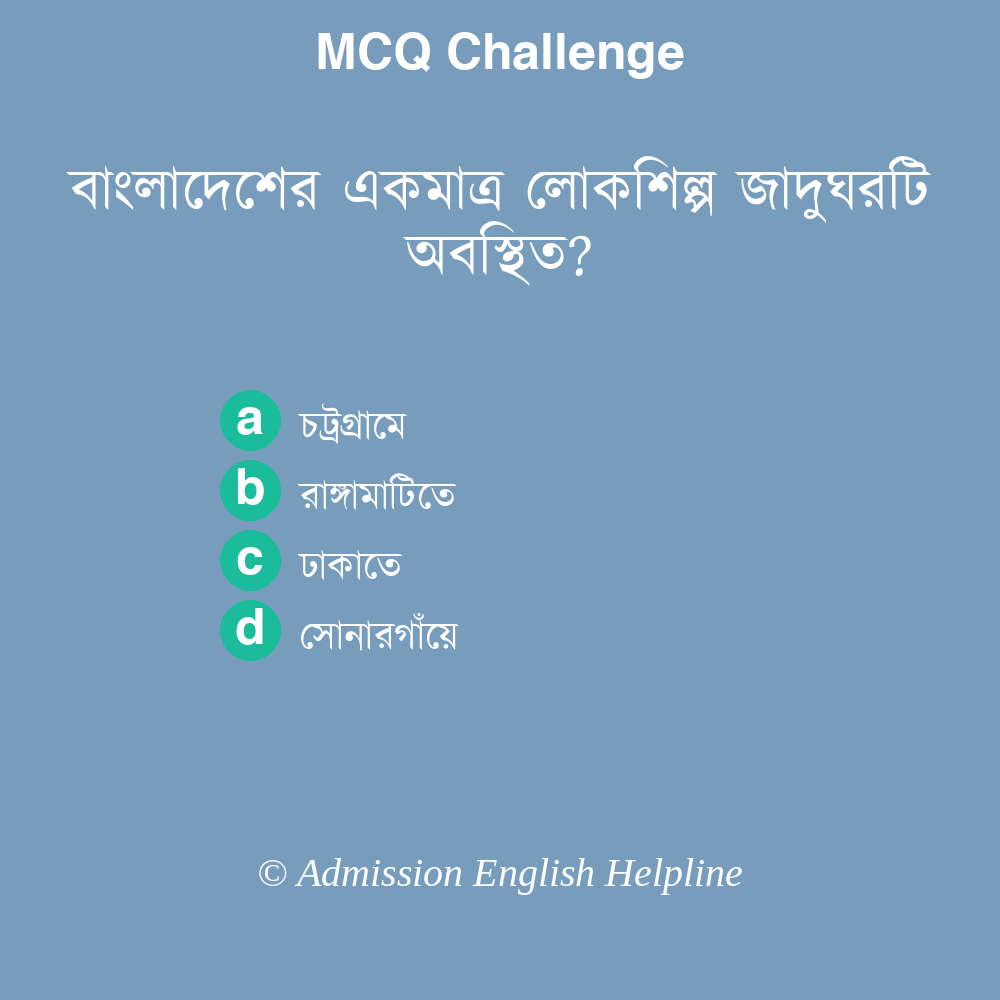 MCQ Challenge
বাংলাদেশের একমাত্র লোকশিল্প জাদুঘরটি
অবস্থিত?
a চট্রগ্রামে
b রাঙ্গামাটিতে
c ঢাকাতে
d সোনারগাঁয়ে
© Admission English Helpline